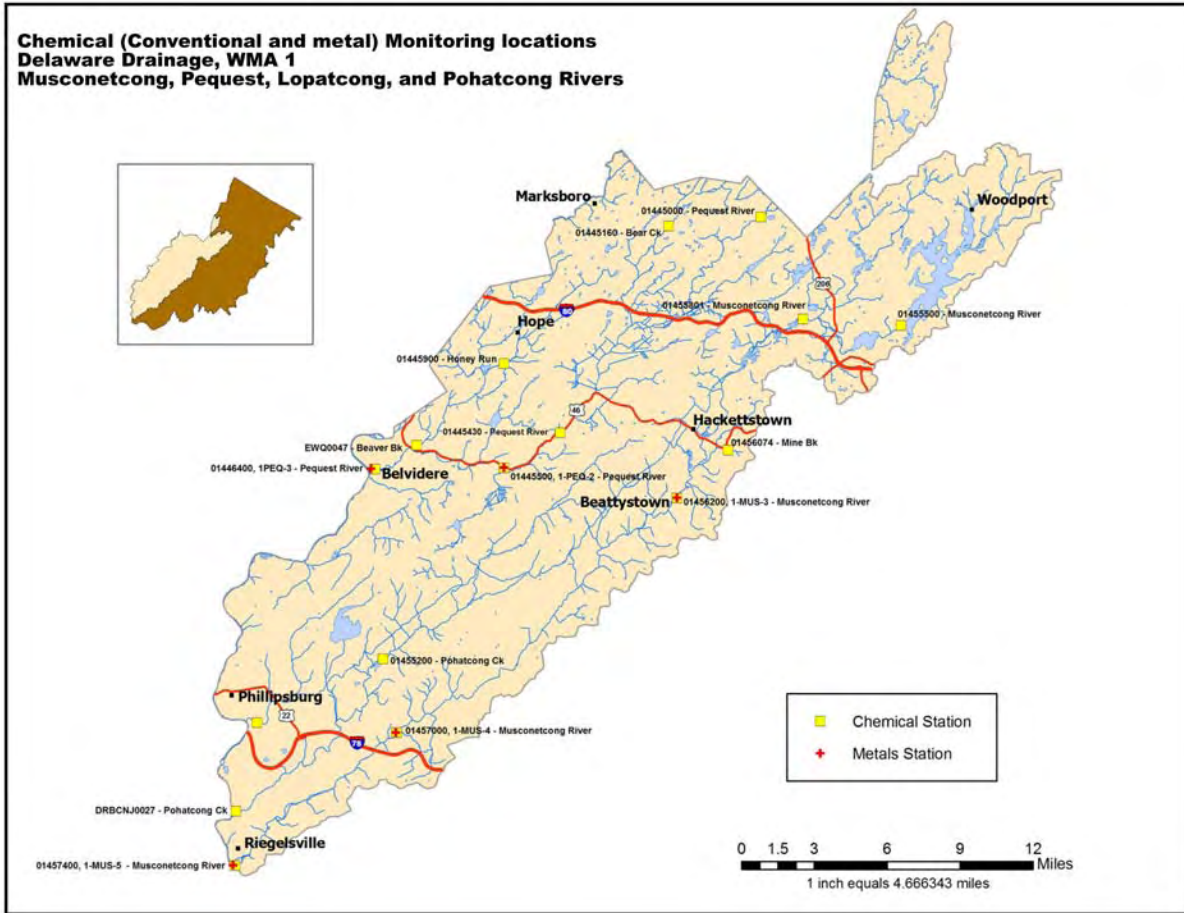 Chemical (Conventional and metal) Monitoring locations
Delaware Drainage, WMA 1
Musconetcong, Pequest, Lopatcong, and Pohatcong Rivers
Marksboro
Woodport
01445000 - Pequest River
01445160 - Bear Ck
206
01455801 - Musconetcong River
80
01455500 - Musconetcong River
Hope
01445900 - Honey Run
46
Hackettstown
01445430 - Pequest River
01456074 - Mine Bk
EWQ0047 - Beaver Bk
01446400, 1PEQ-3 - Pequest River
Belvidere
01445500, 1-PEQ-2 - Pequest River
Beattystown
01456200, 1-MUS-3 - Musconetcong River
01455200 - Pohatcong Ck
Phillipsburg
22
01457000, 1-MUS-4 - Musconetcong River
78
DRBCNJ0027 - Pohatcong Ck
Riegelsville
01457400, 1-MUS-5 - Musconetcong River
Chemical Station
Metals Station
0 1.5 3 6 9 12
Miles
1 inch equals 4.666343 miles